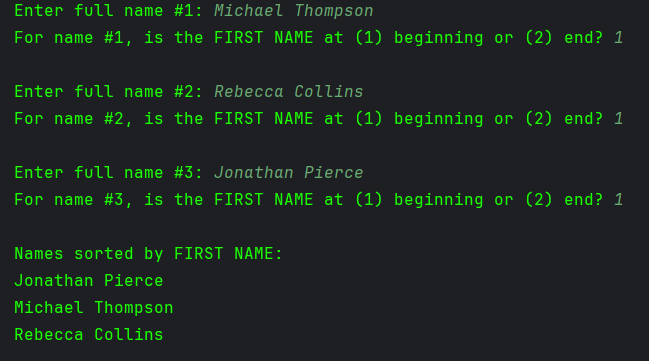 Enter full name #1: Michael Thompson
For name #1, is the FIRST NAME at (1) beginning or (2) end? 1
Enter full name #2: Rebecca Collins
For name #2, is the FIRST NAME at (1) beginning or (2) end? 1
Enter full name #3: Jonathan Pierce
For name #3, is the FIRST NAME at (1) beginning or (2) end? 1
Names sorted by FIRST NAME:
Jonathan Pierce
Michael Thompson
Rebecca Collins